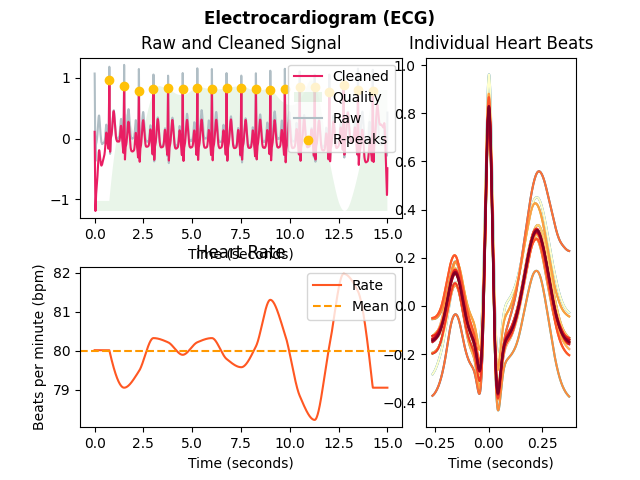 Electrocardiogram (ECG)
Raw and Cleaned Signal
Individual Heart Beats
Cleaned
Quality
Raw
R-peaks
1
0
−1
0.0 2.5 5.0 7.5 10.0 12.5 15.0
Time (seconds)
Heart Rate
Rate
Mean
82
81
80
79
Beats per minute (bpm)
0.0 2.5 5.0 7.5 10.0 12.5 15.0
Time (seconds)
1.0
0.8
0.6
0.4
0.2
0.0
−0.2
−0.4
−0.25 0.00 0.25
Time (seconds)